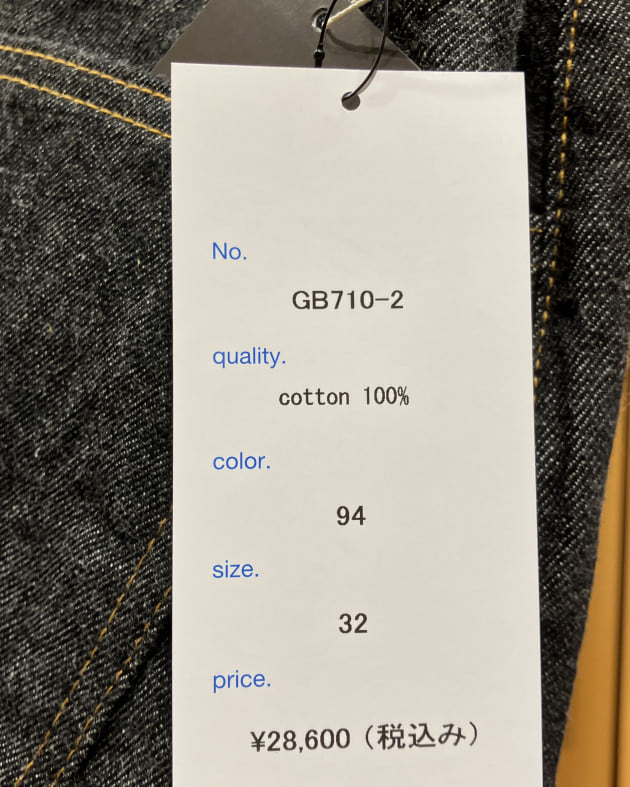 No.
GB710-2
quality.
cotton 100%
color.
94
size.
32
price.
¥28,600（税込み）